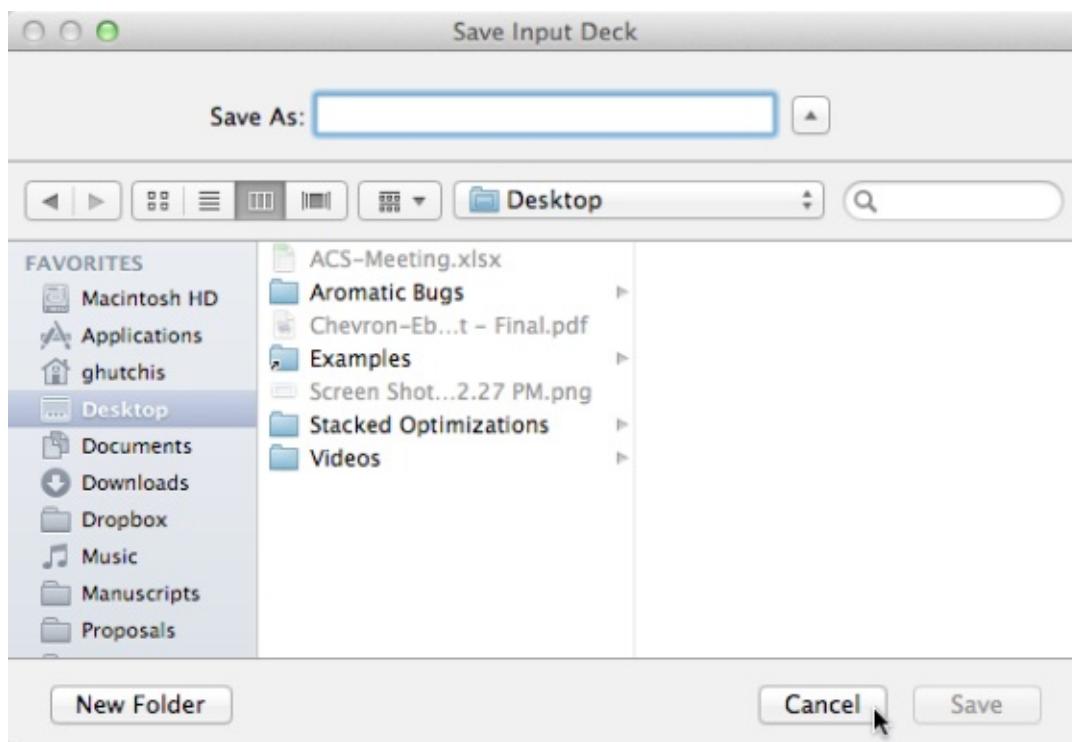 Save Input Deck
Save As:
Desktop
FAVORITES
Macintosh HD
Applications
ghutchis
Desktop
Documents
Downloads
Dropbox
Music
Manuscripts
Proposals
ACS-Meeting.xlsx
Aromatic Bugs
Chevron-Eb...t - Final.pdf
Examples
Screen Shot...2.27 PM.png
Stacked Optimizations
Videos
New Folder
Cancel
Save